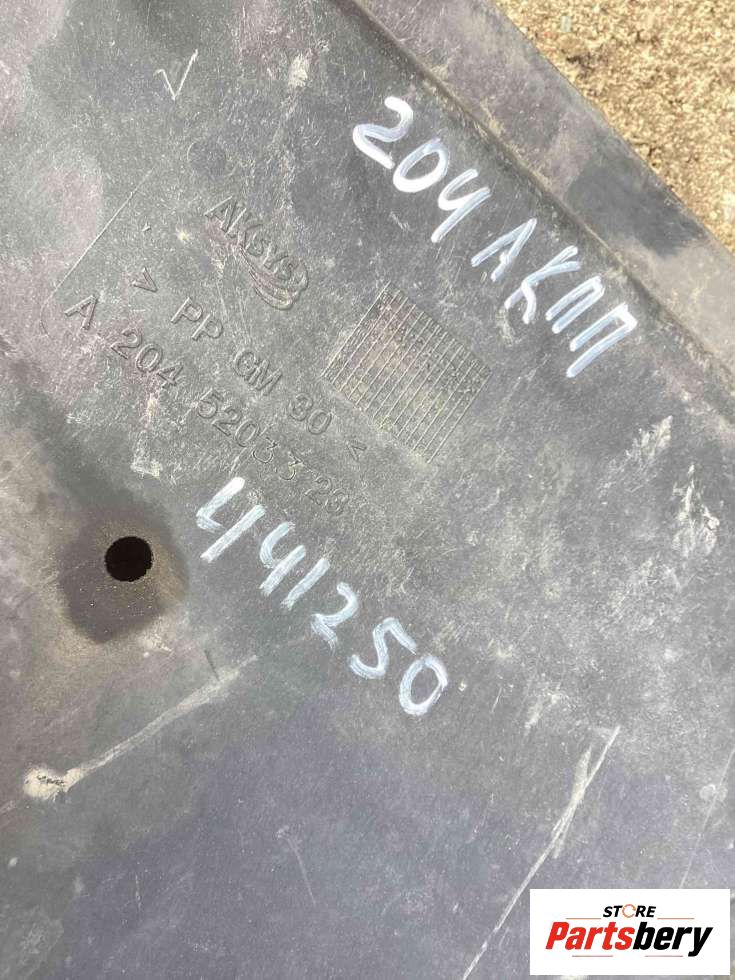 204 АКПП
AKsys
> PP GM 30 <
A 204 520 33 23
441250
STORE
Partsbery